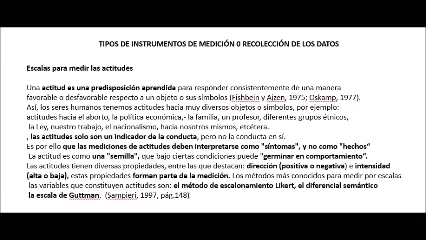 TIPOS DE INSTRUMENTOS DE MEDICIÓN 0 RECOLECCIÓN DE LOS DATOS
Escalas para medir las actitudes
Una actitud es una predisposición aprendida para responder consistentemente de una manera
favorable o desfavorable respecto a un objeto o sus símbolos (Fishbein y Ajzen, 1975; Oskamp, 1977).
Así, los seres humanos tenemos actitudes hacia muy diversos objetos o símbolos, por ejemplo:
actitudes hacia el aborto, la política económica,- la familia, un profesor, diferentes grupos étnicos,
la Ley, nuestro trabajo, el nacionalismo, hacia nosotros mismos, etcétera.
, las actitudes solo son un indicador de la conducta, pero no la conducta en sí.
Es por ello que las mediciones de actitudes deben interpretarse como "síntomas", y no como "hechos"
La actitud es como una "semilla", que bajo ciertas condiciones puede "germinar en comportamiento".
Las actitudes tienen diversas propiedades, entre las que destacan: dirección (positiva o negativa) e intensidad
(alta o baja), estas propiedades forman parte de la medición. Los métodos más conocidos para medir por escalas
las variables que constituyen actitudes son: el método de escalonamiento Likert, el diferencial semántico
la escala de Guttman. (Sampieri, 1997, pág.148).